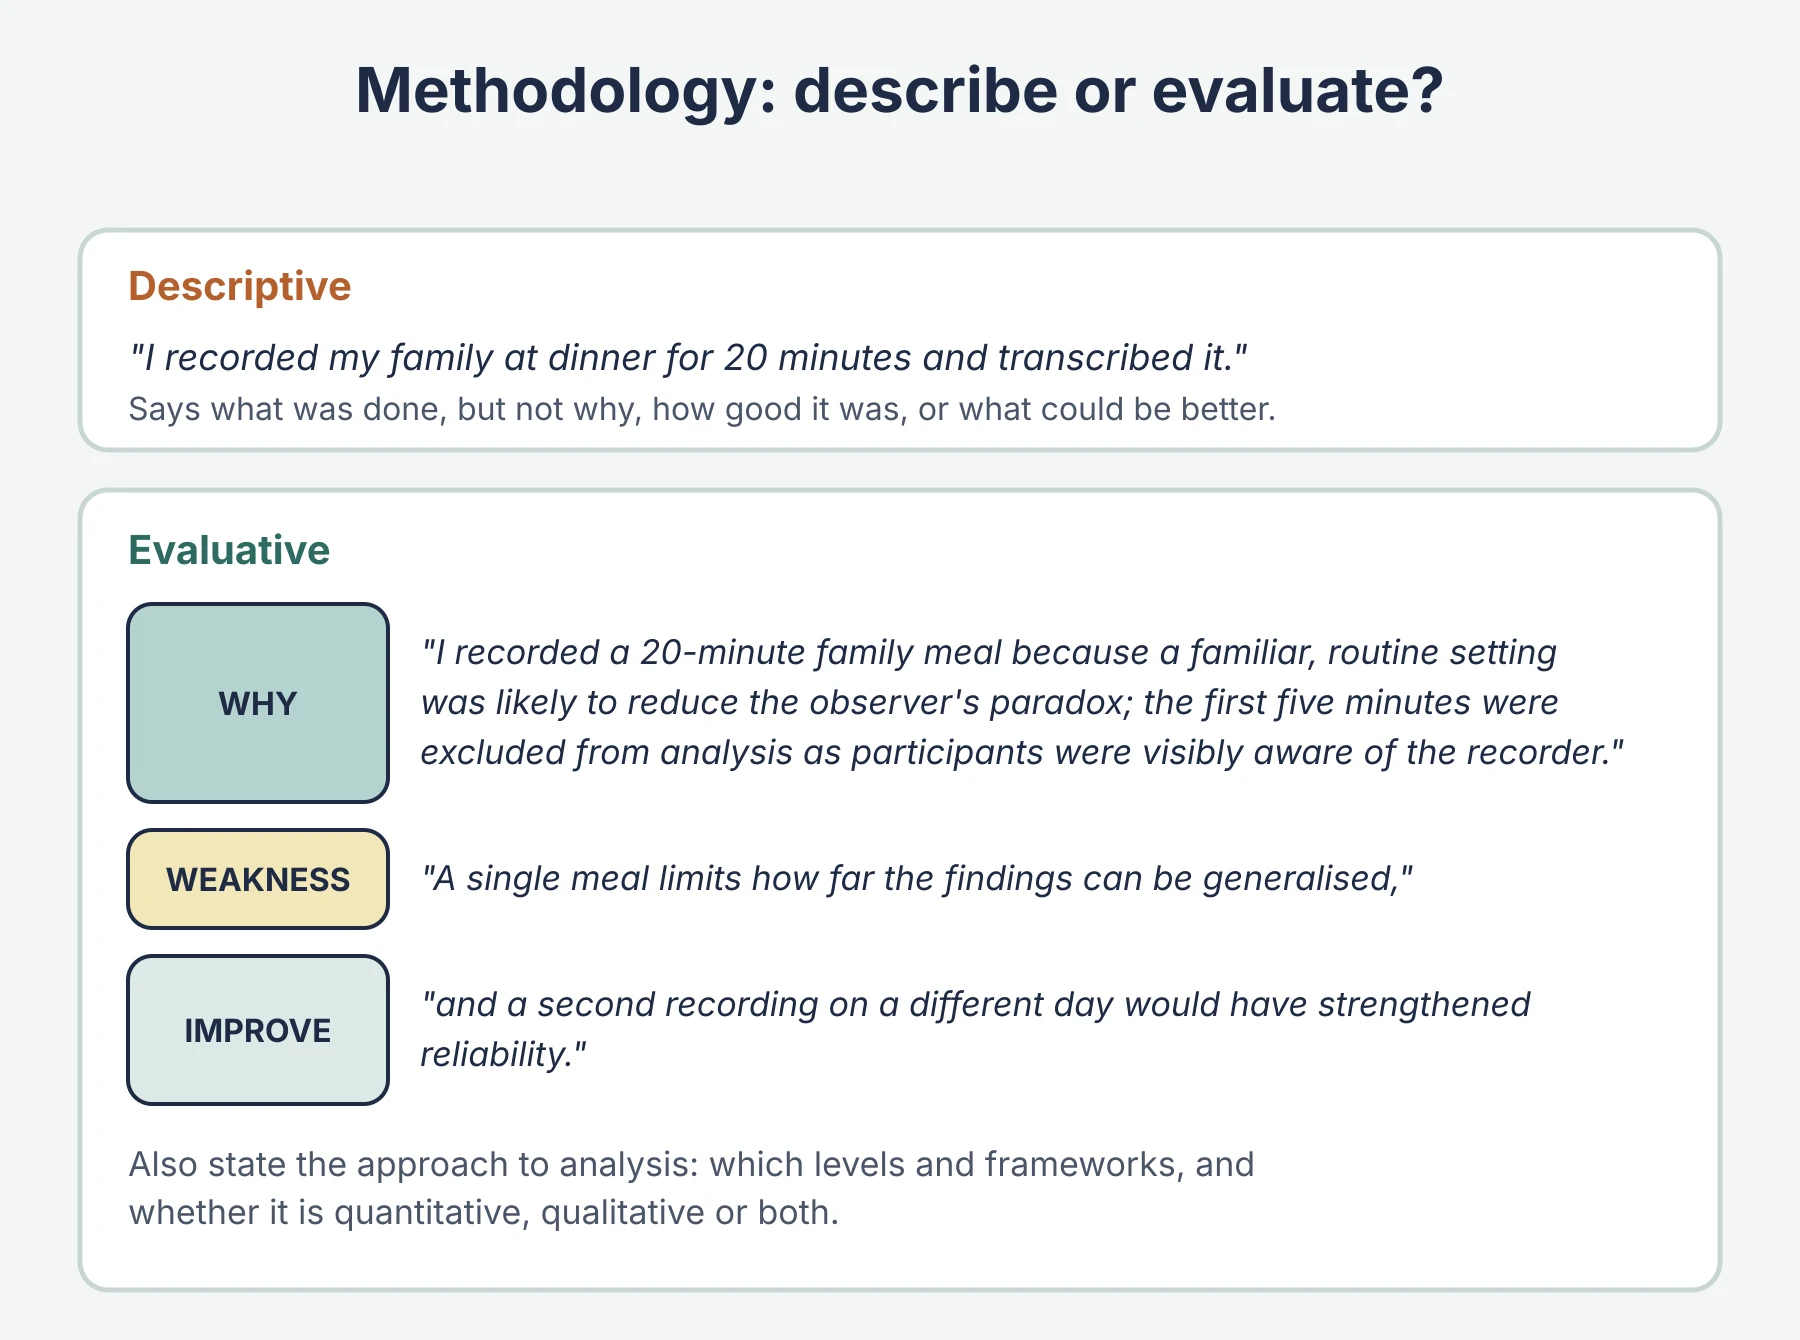 Methodology: describe or evaluate?
Descriptive
"I recorded my family at dinner for 20 minutes and transcribed it."
Says what was done, but not why, how good it was, or what could be better.
Evaluative
WHY
"I recorded a 20-minute family meal because a familiar, routine setting
was likely to reduce the observer's paradox; the first five minutes were
excluded from analysis as participants were visibly aware of the recorder."
WEAKNESS
"A single meal limits how far the findings can be generalised,"
IMPROVE
"and a second recording on a different day would have strengthened
reliability."
Also state the approach to analysis: which levels and frameworks, and
whether it is quantitative, qualitative or both.